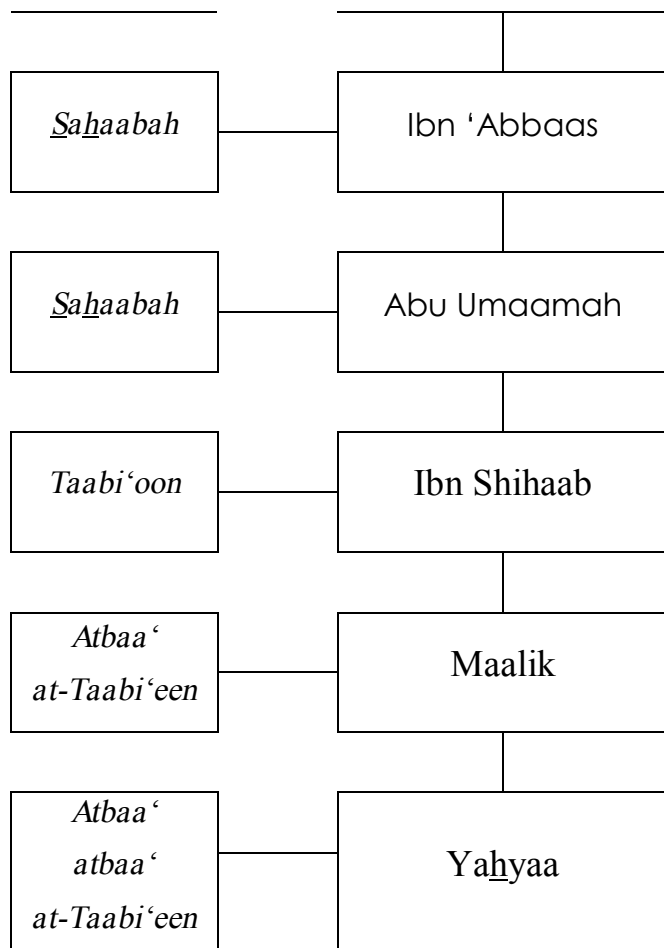 Sahaabah
Ibn ‘Abbaas
Sahaabah
Abu Umaamah
Taabi‘oon
Ibn Shihaab
Atbaa‘
at-Taabi‘een
Maalik
Atbaa‘
atbaa‘
at-Taabi‘een
Yahyaa